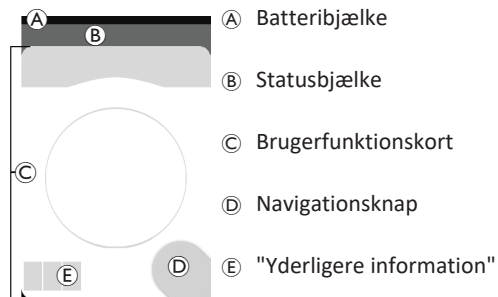 Ⓐ Ⓐ Batteribjælke
Ⓑ
Ⓑ Statusbjælke
Ⓒ Brugerfunktionskort
Ⓒ
Ⓓ Navigationsknap
Ⓓ
Ⓔ Ⓔ "Yderligere information"